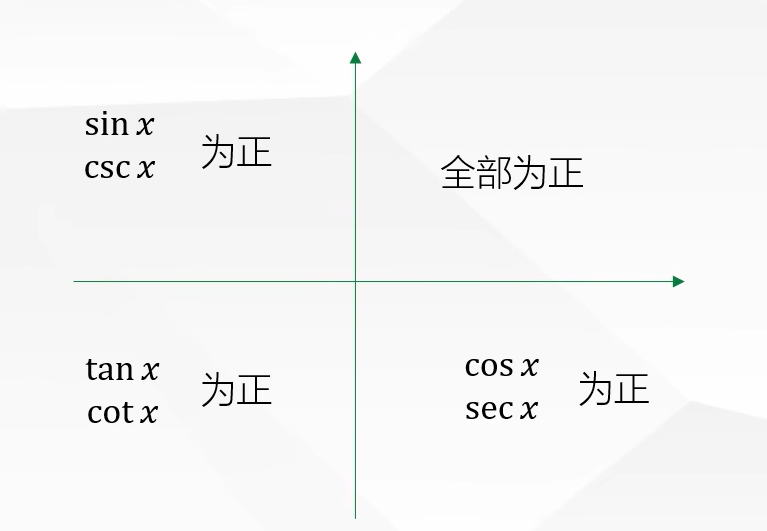 sin x
csc x
为正
全部为正
tan x
cot x
为正
cos x
sec x
为正